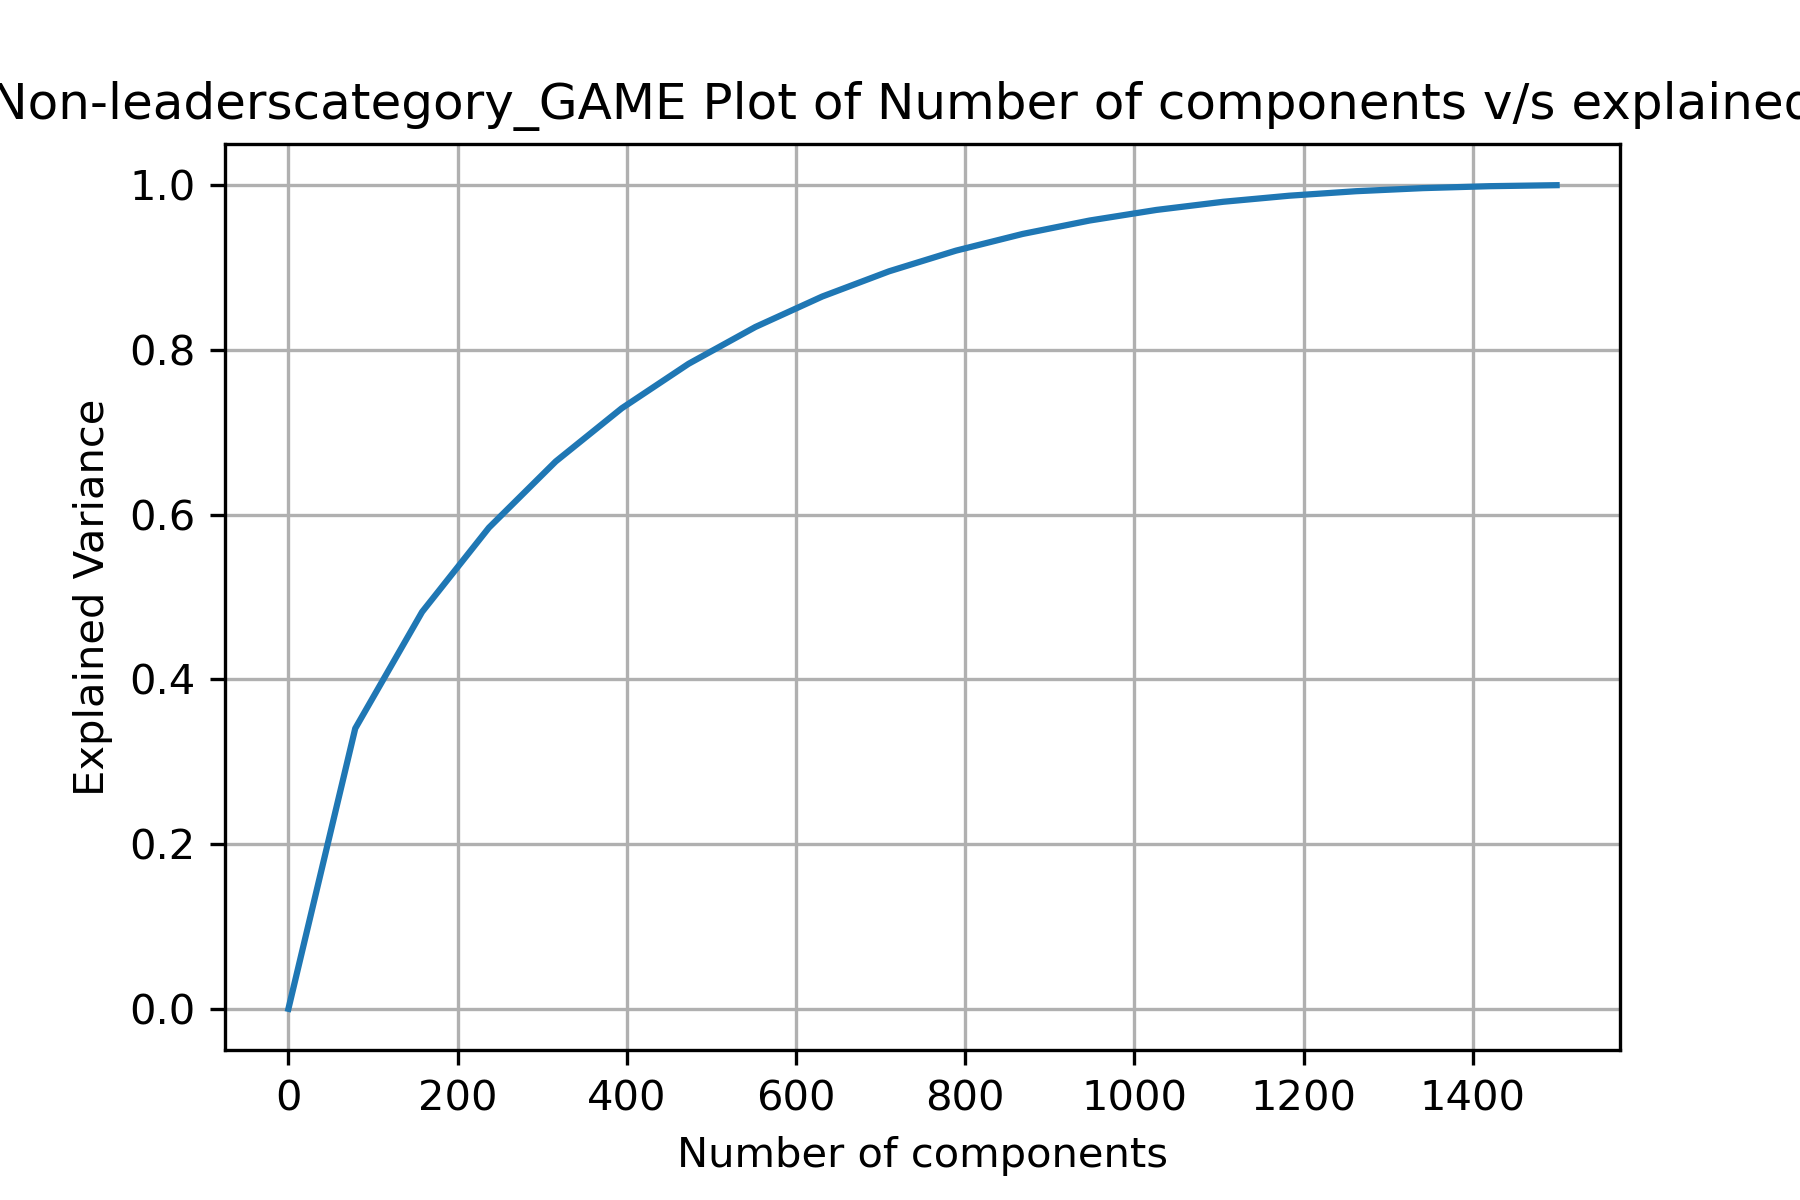 Non-leaderscategory_GAME Plot of Number of components v/s explained
1.0
0.8
0.6
0.4
0.2
0.0
Explained Variance
0 200 400 600 800 1000 1200 1400
Number of components